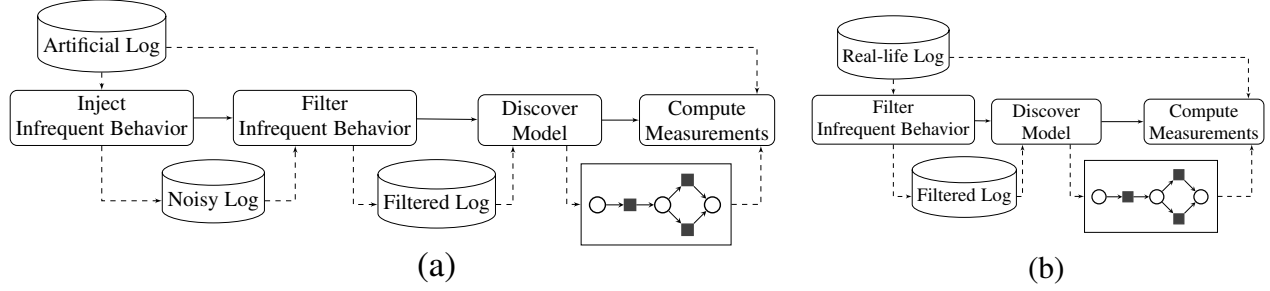 Artificial Log
Inject
Infrequent Behavior
Filter
Infrequent Behavior
Discover
Model
Compute
Measurements
Noisy Log
Filtered Log
(a)
Real-life Log
Filter
Infrequent Behavior
Discover
Model
Compute
Measurements
Filtered Log
(b)